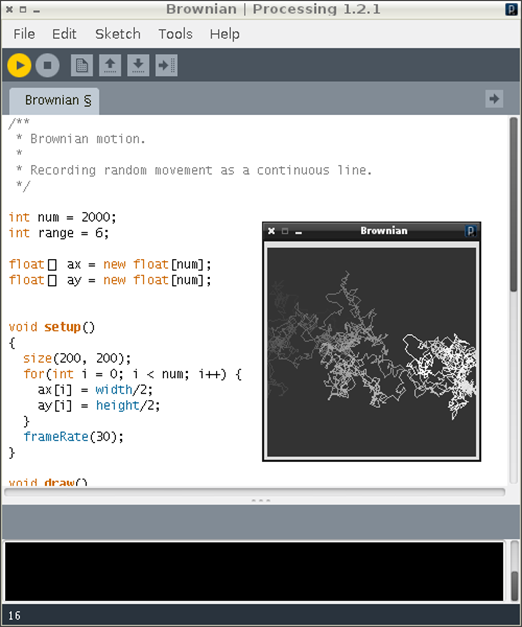 Brownian | Processing 1.2.1
File Edit Sketch Tools Help
Brownian §
/**
 * Brownian motion.
 *
 * Recording random movement as a continuous line.
 */
int num = 2000;
int range = 6;
float[] ax = new float[num];
float[] ay = new float[num];
void setup()
{
  size(200, 200);
  for(int i = 0; i < num; i++) {
    ax[i] = width/2;
    ay[i] = height/2;
  }
  frameRate(30);
}
void draw()
Brownian
16